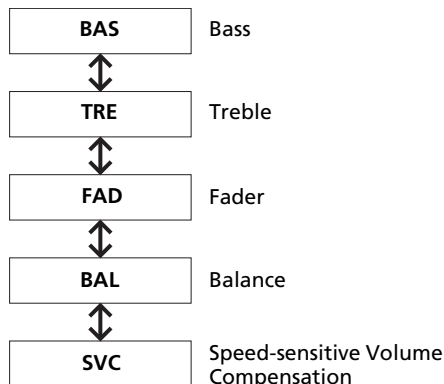 BAS Bass
TRE Treble
FAD Fader
BAL Balance
SVC Speed-sensitive Volume
Compensation